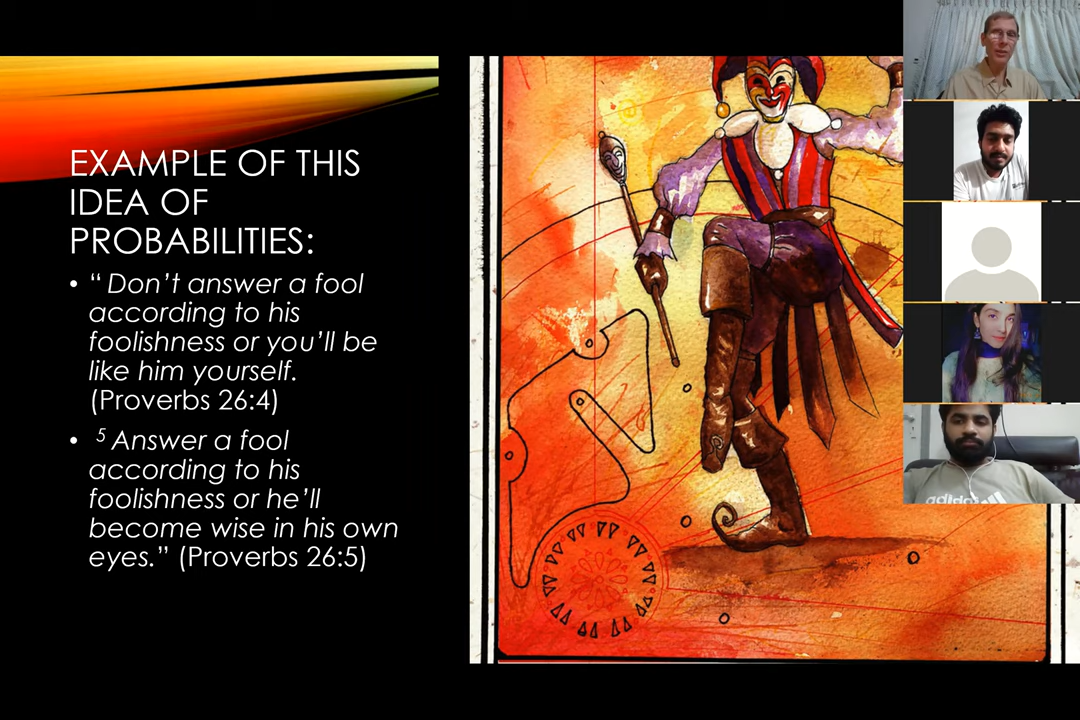 EXAMPLE OF THIS
IDEA OF
PROBABILITIES:
• “ Don’t answer a fool
according to his
foolishness or you’ll be
like him yourself.
(Proverbs 26:4)
• 5 Answer a fool
according to his
foolishness or he’ll
become wise in his own
eyes.” (Proverbs 26:5)
adidas